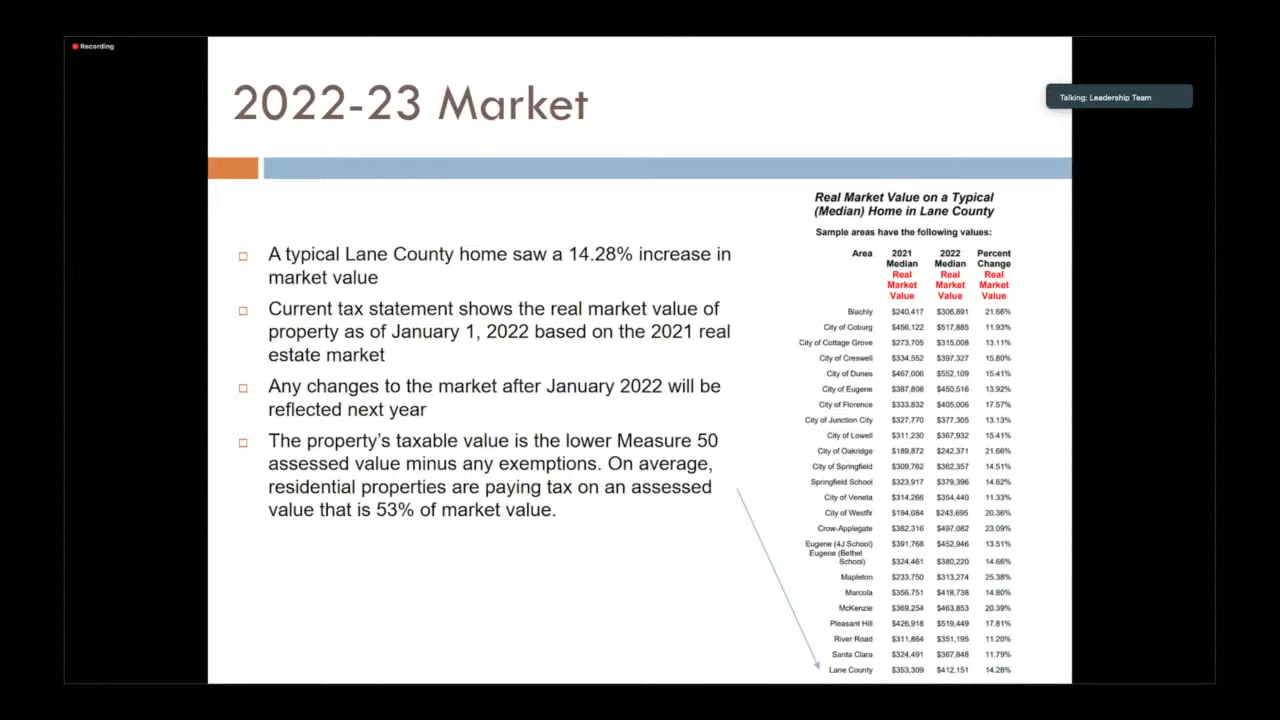 Recording
2022-23 Market
Talking: Leadership Team
A typical Lane County home saw a 14.28% increase in
market value
Current tax statement shows the real market value of
property as of January 1, 2022 based on the 2021 real
estate market
Any changes to the market after January 2022 will be
reflected next year
The property's taxable value is the lower Measure 50
assessed value minus any exemptions. On average,
residential properties are paying tax on an assessed
value that is 53% of market value.
Real Market Value on a Typical
(Median) Home in Lane County
Sample areas have the following values:
Area 2021 2022 Percent
Median Median Change
Real Real Real
Market Market Market
Value Value Value
Blachly $240,417 $306,891 21.66%
City of Coburg $456,122 $517,885 11.93%
City of Cottage Grove $273,705 $315,008 13.11%
City of Creswell $334,552 $397,327 15.80%
City of Dunes $467,006 $552,109 15.41%
City of Eugene $387,808 $450,516 13.92%
City of Florence $333,832 $405,006 17.57%
City of Junction City $327,770 $377,305 13.13%
City of Lowell $311,230 $367,932 15.41%
City of Oakridge $189,872 $242,371 21.66%
City of Springfield $309,762 $362,357 14.51%
Springfield School $323,917 $379,396 14.62%
City of Veneta $314,266 $354,440 11.33%
City of Westfir $194,084 $243,695 20.36%
Crow-Applegate $382,316 $497,082 23.09%
Eugene (4J School) $391,768 $452,946 13.51%
Eugene (Bethel
School) $324,461 $380,220 14.66%
Mapleton $233,750 $313,274 25.38%
Marcola $356,751 $418,738 14.80%
McKenzie $369,254 $463,853 20.39%
Pleasant Hill $426,918 $519,449 17.81%
River Road $311,864 $351,195 11.20%
Santa Clara $324,491 $367,848 11.79%
Lane County $353,309 $412,151 14.28%